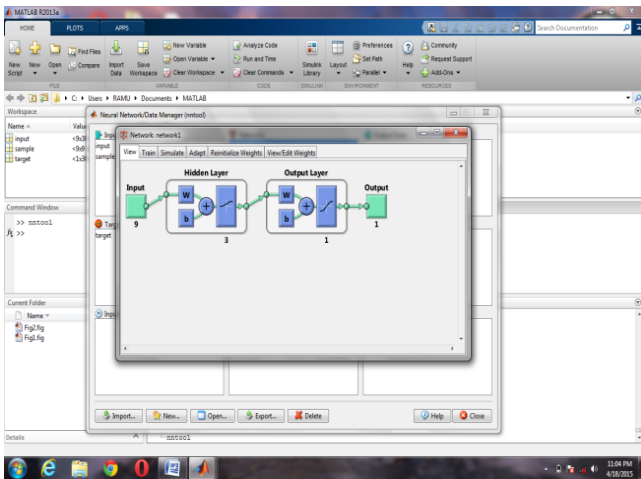 MATLAB R2013a
HOME PLOTS APPS
Search Documentation
New Script
New
Open
Find Files
Compare
Import Data
Save Workspace
New Variable
Open Variable
Clear Workspace
Analyze Code
Run and Time
Clear Commands
Simulink Library
Layout
Preferences
Set Path
Parallel
Help
Community
Request Support
Add-Ons
FILE VARIABLE CODE SIMULINK ENVIRONMENT RESOURCES
C: Users RAMU Documents MATLAB
Workspace
Name Valu
input
sample
target
Neural Network/Data Manager (nntool)
input
sample
target
Network: network1
View Train Simulate Adapt Reinitialize Weights View/Edit Weights
Hidden Layer Output Layer
Input Output
W b + W b +
9 3 1 1
Command Window
>> nntool
fx >>
Current Folder
Name
Fig2.fig
Fig1.fig
Import... New... Open... Export... Delete Help Close
Details
nntool
11:04 PM
4/18/2015